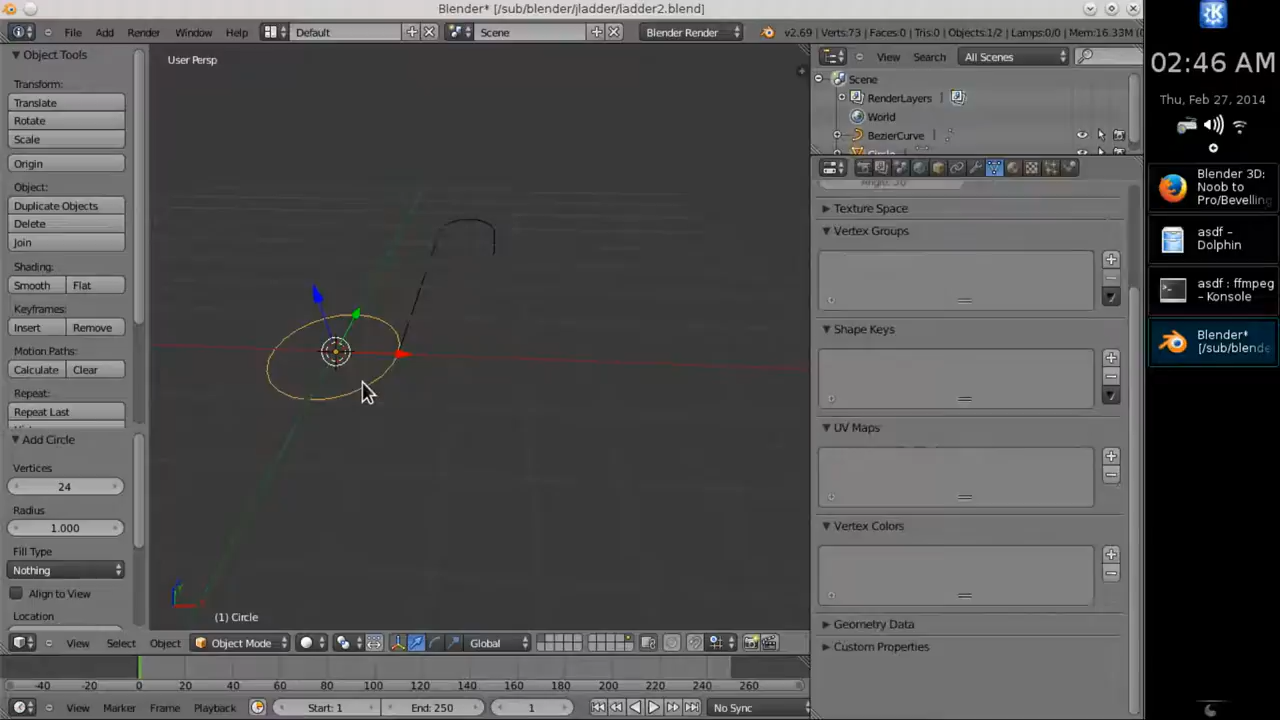 Blender* [/sub/blender/jladder/ladder2.blend]
File Add Render Window Help Default Scene Blender Render v2.69 | Verts:73 | Faces:0 | Tris:0 | Objects:1/2 | Lamps:0/0 | Mem:16.33M
02:46 AM
Thu, Feb 27, 2014
Object Tools
Transform:
Translate
Rotate
Scale
Origin
Object:
Duplicate Objects
Delete
Join
Shading:
Smooth Flat
Keyframes:
Insert Remove
Motion Paths:
Calculate Clear
Repeat:
Repeat Last
Add Circle
Vertices
24
Radius
1.000
Fill Type
Nothing
Align to View
Location
User Persp
(1) Circle
View Select Object Object Mode Global
-40 -20 0 20 40 60 80 100 120 140 160 180 200 220 240 260
View Marker Frame Playback Start: 1 End: 250 1 No Sync
View Search All Scenes
Scene
RenderLayers
World
BezierCurve
Circle
Texture Space
Vertex Groups
Shape Keys
UV Maps
Vertex Colors
Geometry Data
Custom Properties
Blender 3D:
Noob to
Pro/Bevelling
asdf –
Dolphin
asdf : ffmpeg
– Konsole
Blender*
[/sub/blende